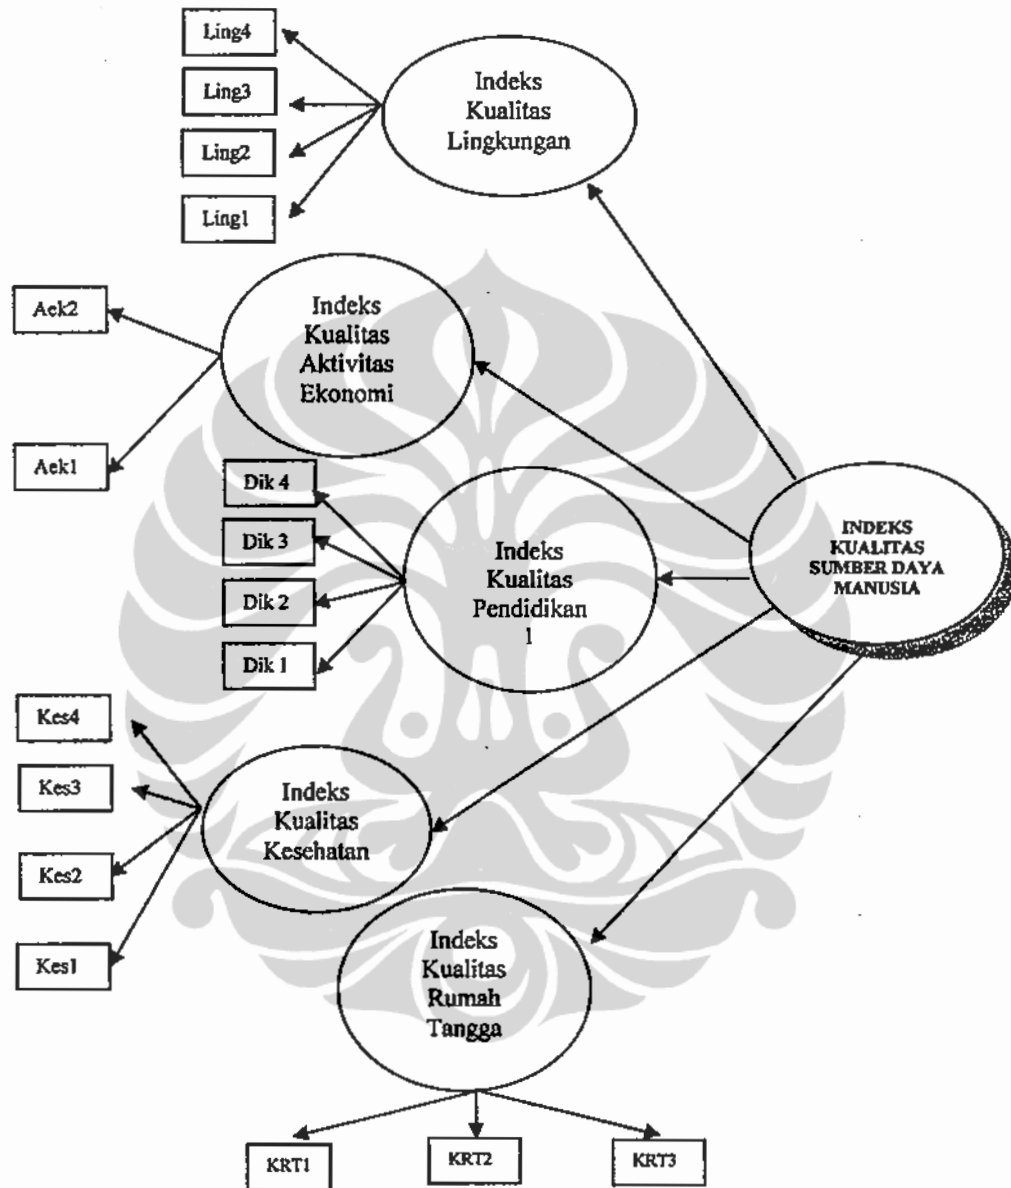 Ling4
Ling3
Ling2
Ling1
Indeks
Kualitas
Lingkungan
Aek2
Aek1
Indeks
Kualitas
Aktivitas
Ekonomi
Dik 4
Dik 3
Dik 2
Dik 1
Indeks
Kualitas
Pendidikan
1
INDEKS
KUALITAS
SUMBER DAYA
MANUSIA
Kes4
Kes3
Kes2
Kes1
Indeks
Kualitas
Kesehatan
Indeks
Kualitas
Rumah
Tangga
KRT1
KRT2
KRT3